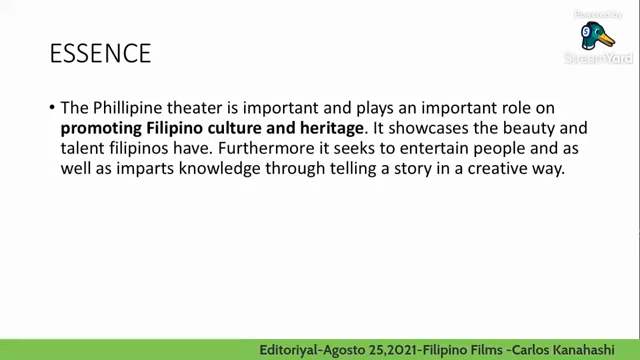 Powered by
StreamYard
ESSENCE
• The Phillipine theater is important and plays an important role on
promoting Filipino culture and heritage. It showcases the beauty and
talent filipinos have. Furthermore it seeks to entertain people and as
well as imparts knowledge through telling a story in a creative way.
Editoriyal-Agosto 25,2021-Filipino Films -Carlos Kanahashi